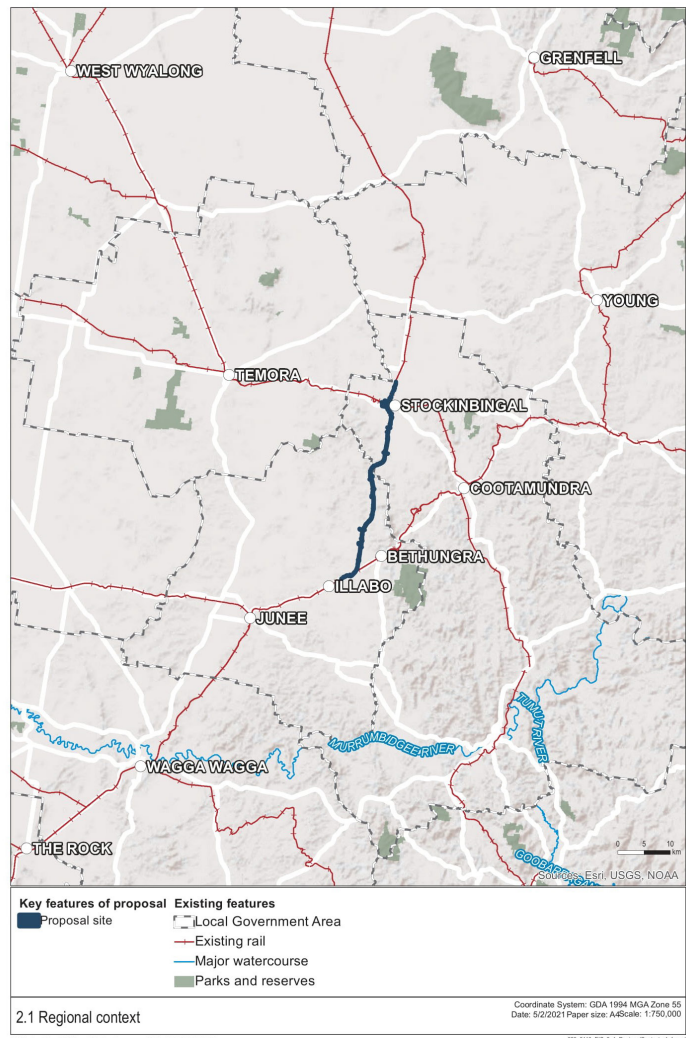 WEST WYALONG
GRENFELL
YOUNG
TEMORA
STOCKINBINGAL
COOTAMUNDRA
BETHUNGRA
ILLABO
JUNEE
TUMUT RIVER
MURRUMBIDGEE RIVER
WAGGA WAGGA
THE ROCK
0 5 10
km
Sources: Esri, USGS, NOAA
Key features of proposal Existing features
Proposal site
Local Government Area
Existing rail
Major watercourse
Parks and reserves
2.1 Regional context
Coordinate System: GDA 1994 MGA Zone 55
Date: 5/2/2021 Paper size: A4 Scale: 1:750,000